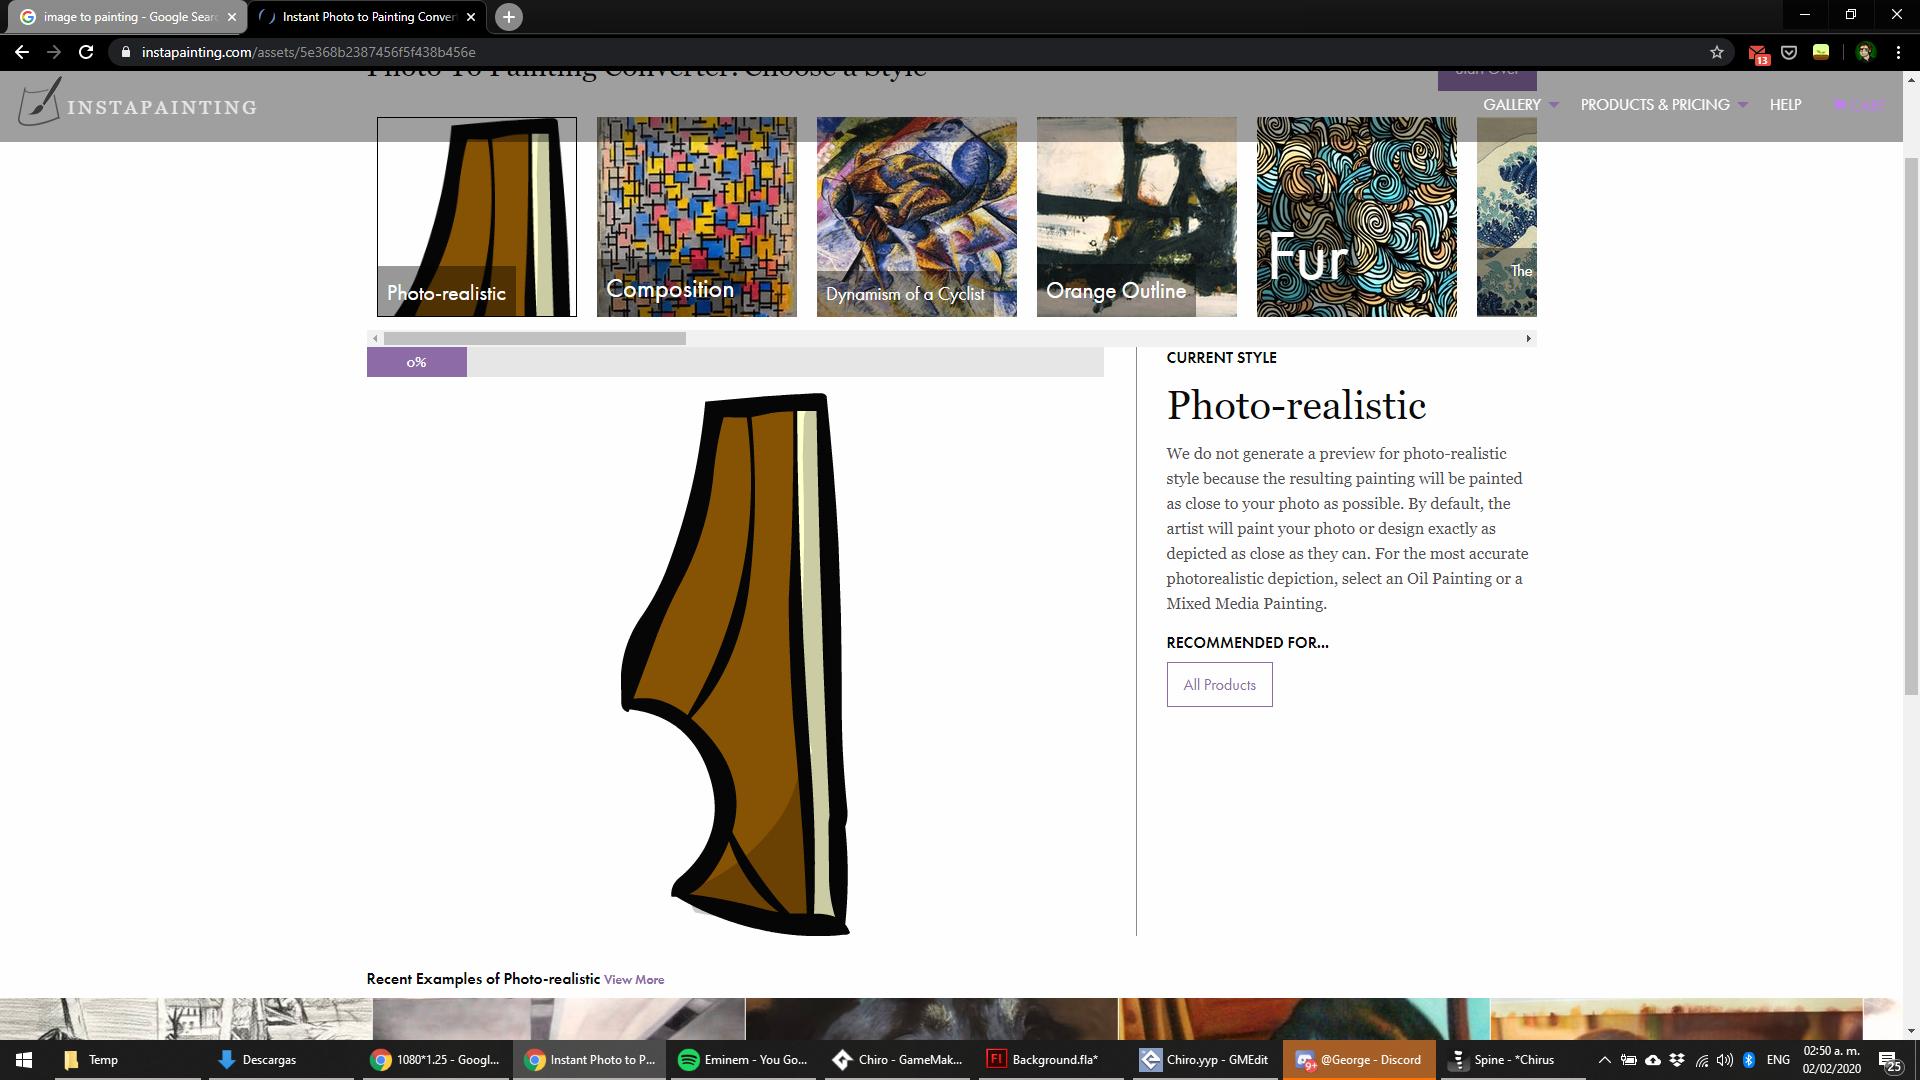 image to painting - Google Sear
Instant Photo to Painting Conver
instapainting.com/assets/5e368b2387456f5f438b456e
13
Photo To Painting Converter: Choose a Style
Start Over
INSTAPAINTING
GALLERY
PRODUCTS & PRICING
HELP
Photo-realistic
Composition
Dynamism of a Cyclist
Orange Outline
Fur
The
0%
CURRENT STYLE
Photo-realistic
We do not generate a preview for photo-realistic
style because the resulting painting will be painted
as close to your photo as possible. By default, the
artist will paint your photo or design exactly as
depicted as close as they can. For the most accurate
photorealistic depiction, select an Oil Painting or a
Mixed Media Painting.
RECOMMENDED FOR...
All Products
Recent Examples of Photo-realistic View More
Temp
Descargas
1080*1.25 - Googl...
Instant Photo to P...
Eminem - You Go...
Chiro - GameMak...
Background.fla*
Chiro.yyp - GMEdit
@George - Discord
Spine - *Chirus
9+
ENG
02:50 a. m.
02/02/2020
25